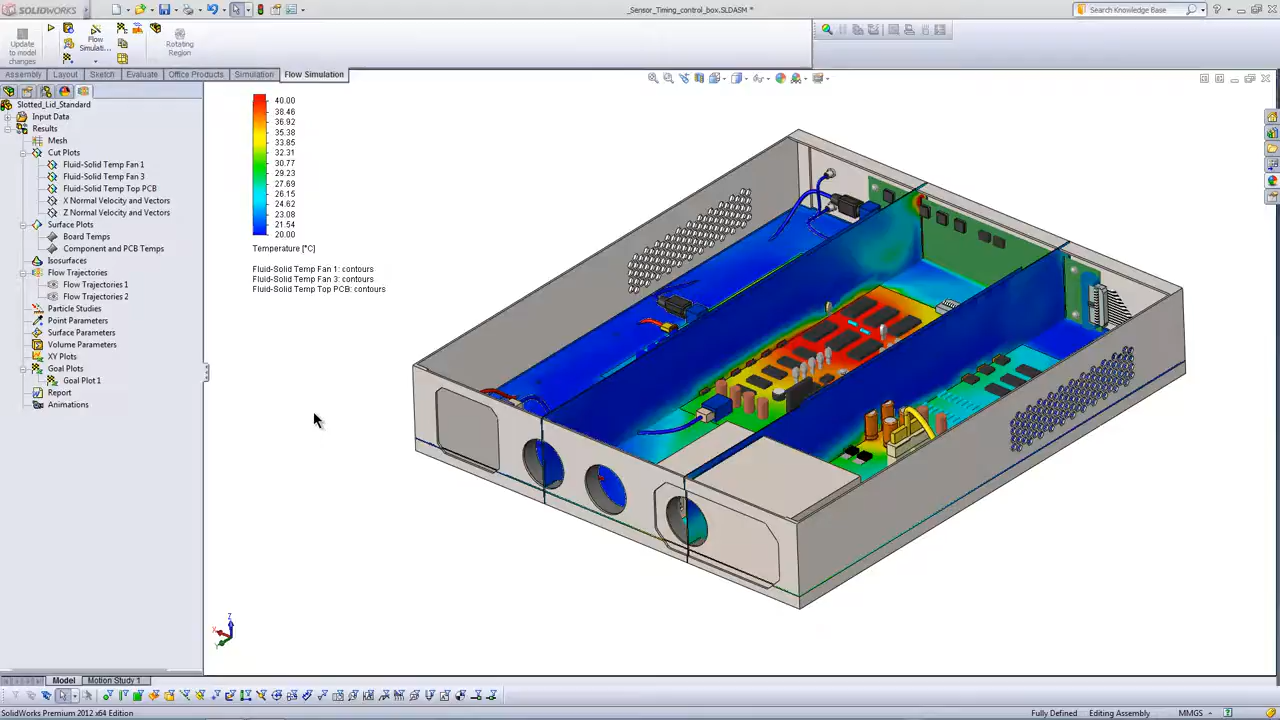 SOLIDWORKS
_Sensor_Timing_control_box.SLDASM *
Search Knowledge Base
Update
to model
changes
Flow
Simulati...
Rotating
Region
Assembly
Layout
Sketch
Evaluate
Office Products
Simulation
Flow Simulation
Slotted_Lid_Standard
Input Data
Results
Mesh
Cut Plots
Fluid-Solid Temp Fan 1
Fluid-Solid Temp Fan 3
Fluid-Solid Temp Top PCB
X Normal Velocity and Vectors
Z Normal Velocity and Vectors
Surface Plots
Board Temps
Component and PCB Temps
Isosurfaces
Flow Trajectories
Flow Trajectories 1
Flow Trajectories 2
Particle Studies
Point Parameters
Surface Parameters
Volume Parameters
XY Plots
Goal Plots
Goal Plot 1
Report
Animations
40.00
38.46
36.92
35.38
33.85
32.31
30.77
29.23
27.69
26.15
24.62
23.08
21.54
20.00
Temperature [°C]
Fluid-Solid Temp Fan 1: contours
Fluid-Solid Temp Fan 3: contours
Fluid-Solid Temp Top PCB: contours
Z
X
Y
Model
Motion Study 1
SolidWorks Premium 2012 x64 Edition
Fully Defined
Editing Assembly
MMGS